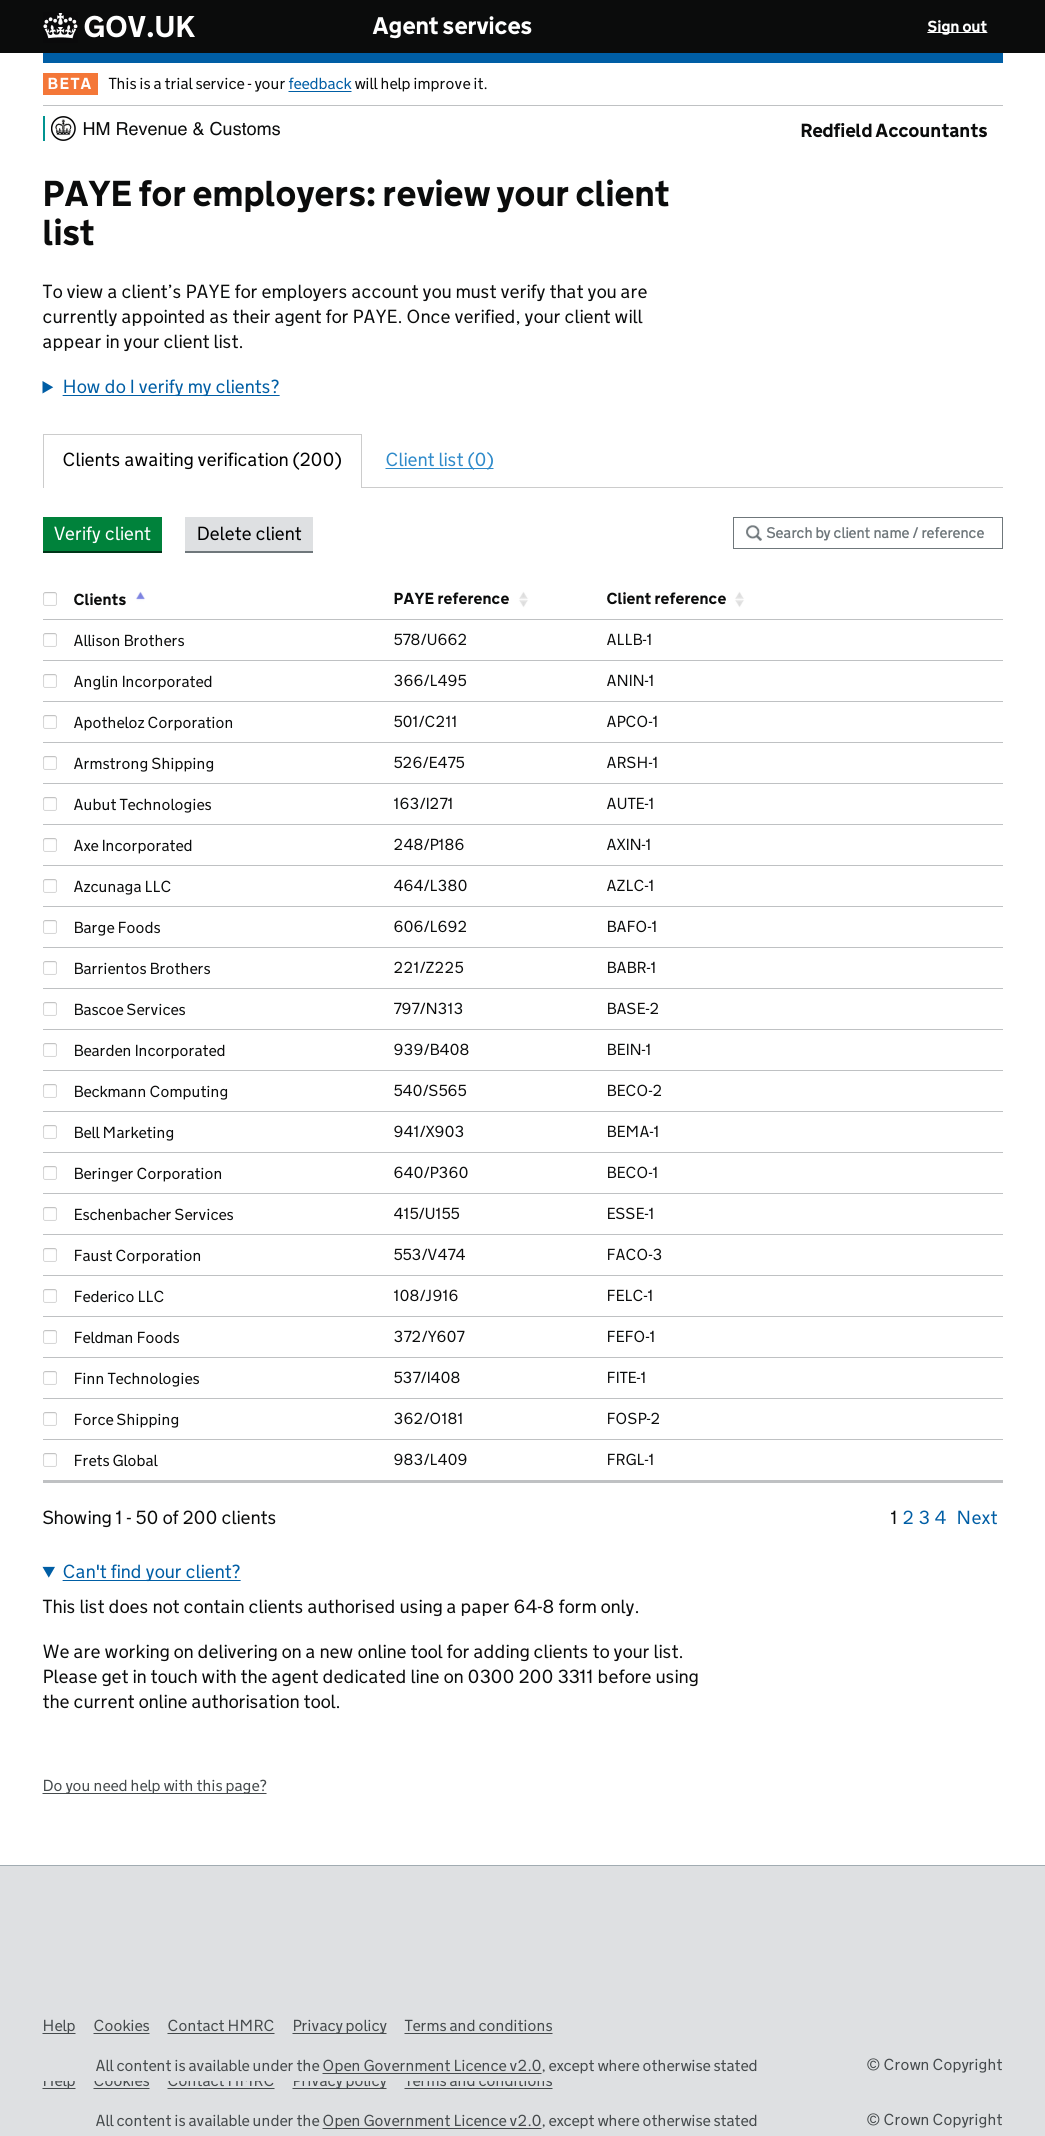 GOV.UK Agent services Sign out
BETA This is a trial service - your feedback will help improve it.
HM Revenue & Customs Redfield Accountants
PAYE for employers: review your client
list
To view a client’s PAYE for employers account you must verify that you are
currently appointed as their agent for PAYE. Once verified, your client will
appear in your client list.
How do I verify my clients?
Clients awaiting verification (200) Client list (0)
Verify client Delete client Search by client name / reference
Clients PAYE reference Client reference
Allison Brothers 578/U662 ALLB-1
Anglin Incorporated 366/L495 ANIN-1
Apotheloz Corporation 501/C211 APCO-1
Armstrong Shipping 526/E475 ARSH-1
Aubut Technologies 163/I271 AUTE-1
Axe Incorporated 248/P186 AXIN-1
Azcunaga LLC 464/L380 AZLC-1
Barge Foods 606/L692 BAFO-1
Barrientos Brothers 221/Z225 BABR-1
Bascoe Services 797/N313 BASE-2
Bearden Incorporated 939/B408 BEIN-1
Beckmann Computing 540/S565 BECO-2
Bell Marketing 941/X903 BEMA-1
Beringer Corporation 640/P360 BECO-1
Eschenbacher Services 415/U155 ESSE-1
Faust Corporation 553/V474 FACO-3
Federico LLC 108/J916 FELC-1
Feldman Foods 372/Y607 FEFO-1
Finn Technologies 537/I408 FITE-1
Force Shipping 362/O181 FOSP-2
Frets Global 983/L409 FRGL-1
Showing 1 - 50 of 200 clients 1 2 3 4 Next
Can't find your client?
This list does not contain clients authorised using a paper 64-8 form only.
We are working on delivering on a new online tool for adding clients to your list.
Please get in touch with the agent dedicated line on 0300 200 3311 before using
the current online authorisation tool.
Do you need help with this page?
Help Cookies Contact HMRC Privacy policy Terms and conditions
All content is available under the Open Government Licence v2.0, except where otherwise stated © Crown Copyright
Help Cookies Contact HMRC Privacy policy Terms and conditions
All content is available under the Open Government Licence v2.0, except where otherwise stated © Crown Copyright